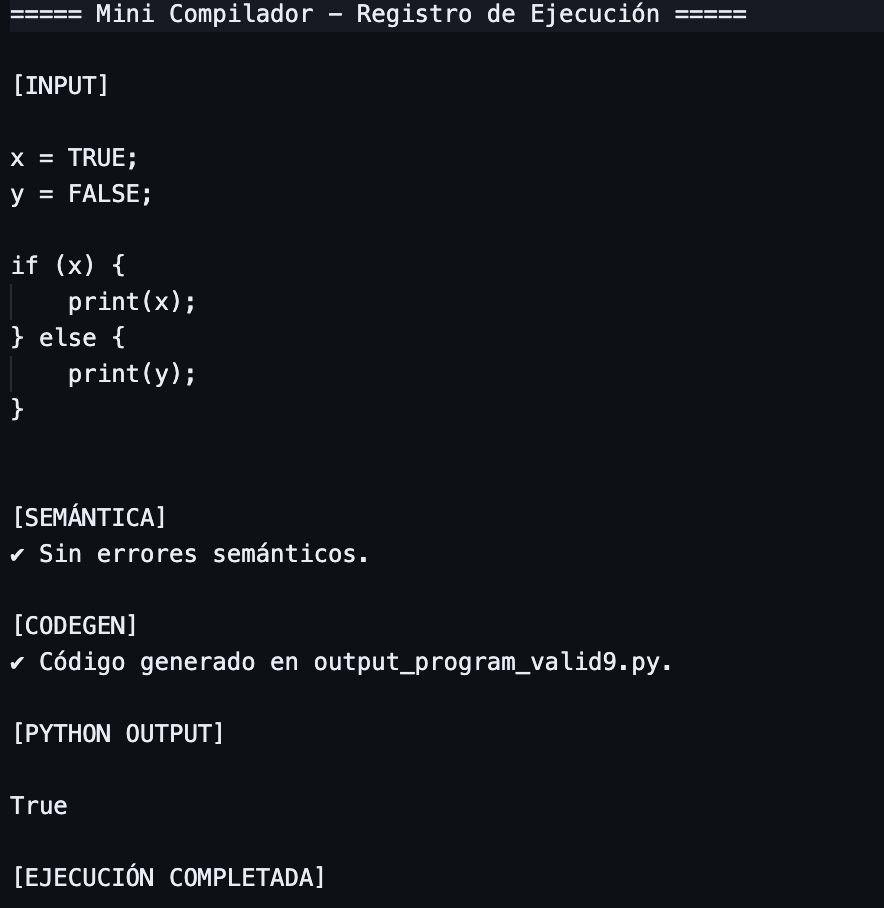 ===== Mini Compilador – Registro de Ejecución =====
[INPUT]
x = TRUE;
y = FALSE;
if (x) {
    print(x);
} else {
    print(y);
}
[SEMÁNTICA]
✔ Sin errores semánticos.
[CODEGEN]
✔ Código generado en output_program_valid9.py.
[PYTHON OUTPUT]
True
[EJECUCIÓN COMPLETADA]